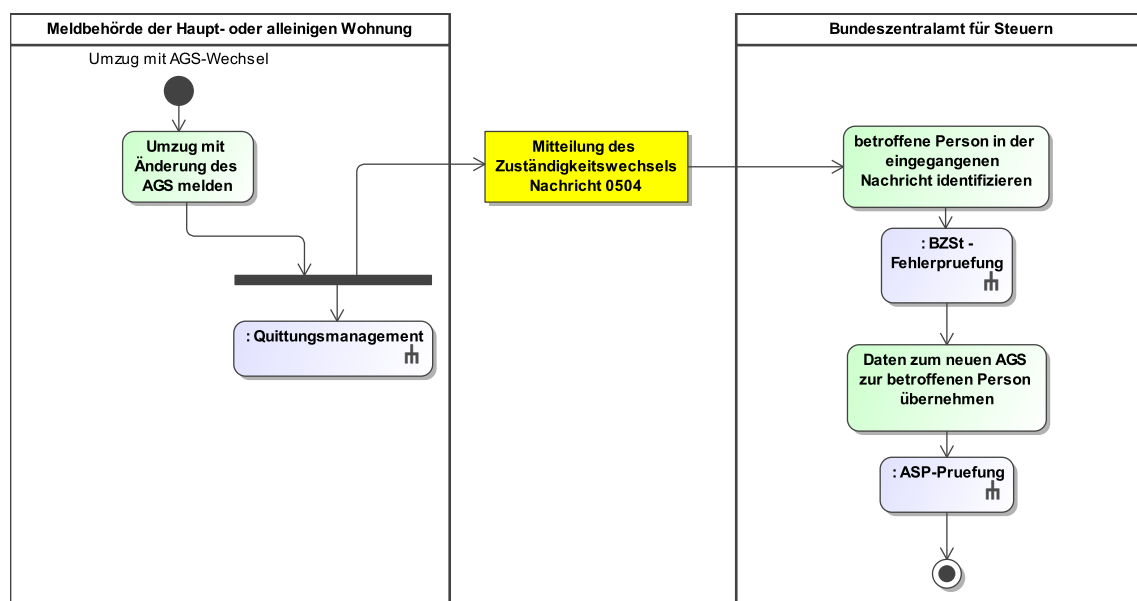 Meldbehörde der Haupt- oder alleinigen Wohnung
Umzug mit AGS-Wechsel
Umzug mit
Änderung des
AGS melden
: Quittungsmanagement
Mitteilung des
Zuständigkeitswechsels
Nachricht 0504
Bundeszentralamt für Steuern
betroffene Person in der
eingegangenen
Nachricht identifizieren
: BZSt -
Fehlerpruefung
Daten zum neuen AGS
zur betroffenen Person
übernehmen
: ASP-Pruefung